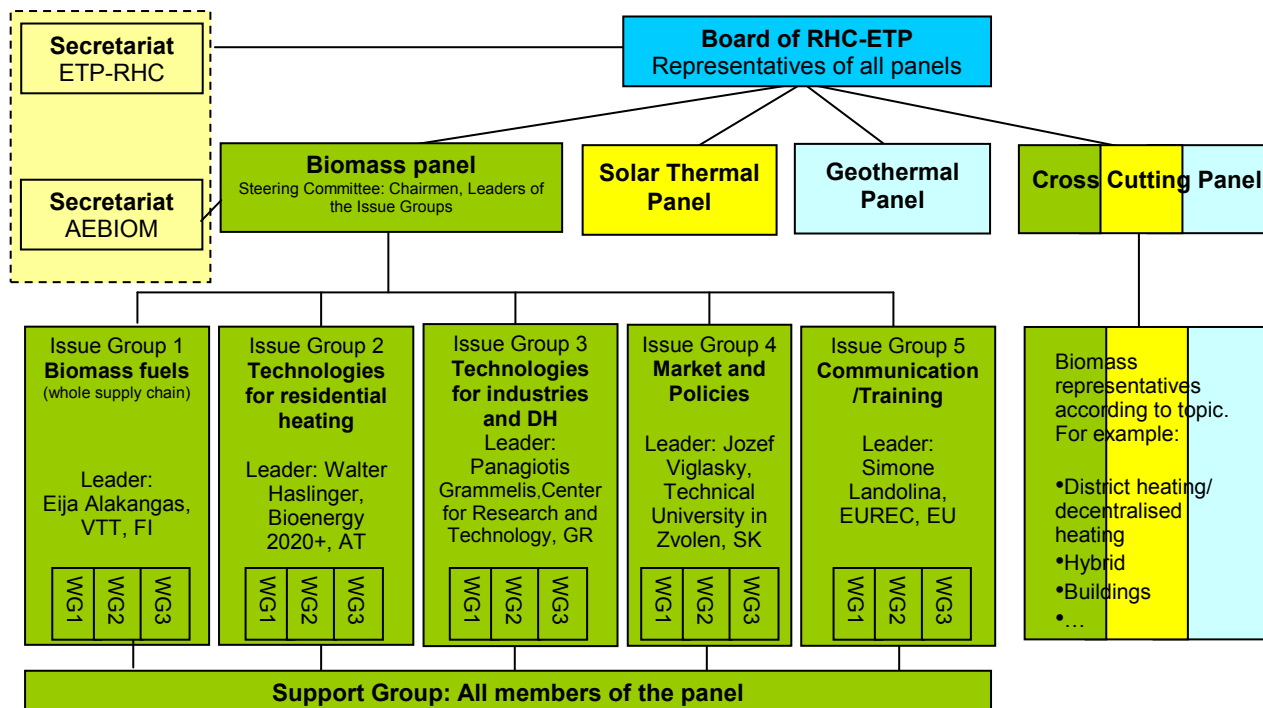 Secretariat
ETP-RHC
Board of RHC-ETP
Representatives of all panels
Secretariat
AEBIOM
Biomass panel
Steering Committee: Chairmen, Leaders of
the Issue Groups
Solar Thermal
Panel
Geothermal
Panel
Cross Cutting Panel
Issue Group 1
Biomass fuels
(whole supply chain)
Leader:
Eija Alakangas,
VTT, FI
WG1
WG2
WG3
Issue Group 2
Technologies
for residential
heating
Leader: Walter
Haslinger,
Bioenergy
2020+, AT
WG1
WG2
WG3
Issue Group 3
Technologies
for industries
and DH
Leader:
Panagiotis
Grammelis,Center
for Research and
Technology, GR
WG1
WG2
WG3
Issue Group 4
Market and
Policies
Leader: Jozef
Viglasky,
Technical
University in
Zvolen, SK
WG1
WG2
WG3
Issue Group 5
Communication
/Training
Leader:
Simone
Landolina,
EUREC, EU
WG1
WG2
WG3
Biomass
representatives
according to topic.
For example:
•District heating/
decentralised
heating
•Hybrid
•Buildings
•…
Support Group: All members of the panel